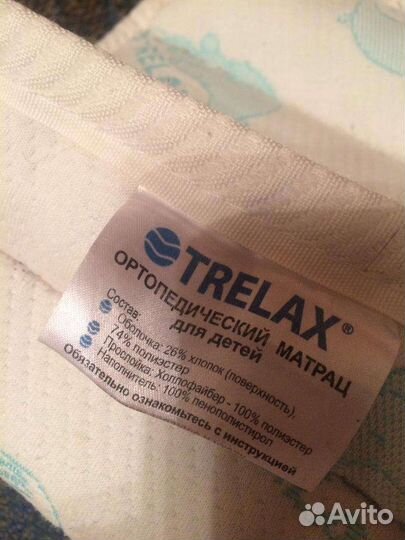 TRELAX®
ОРТОПЕДИЧЕСКИЙ МАТРАЦ
для детей
Состав:
Оболочка: 26% хлопок (поверхность).
74% полиэстер
Прослойка: Холлофайбер - 100% полиэстер
Наполнитель: 100% пенополистирол
Обязательно ознакомьтесь с инструкцией
Avito